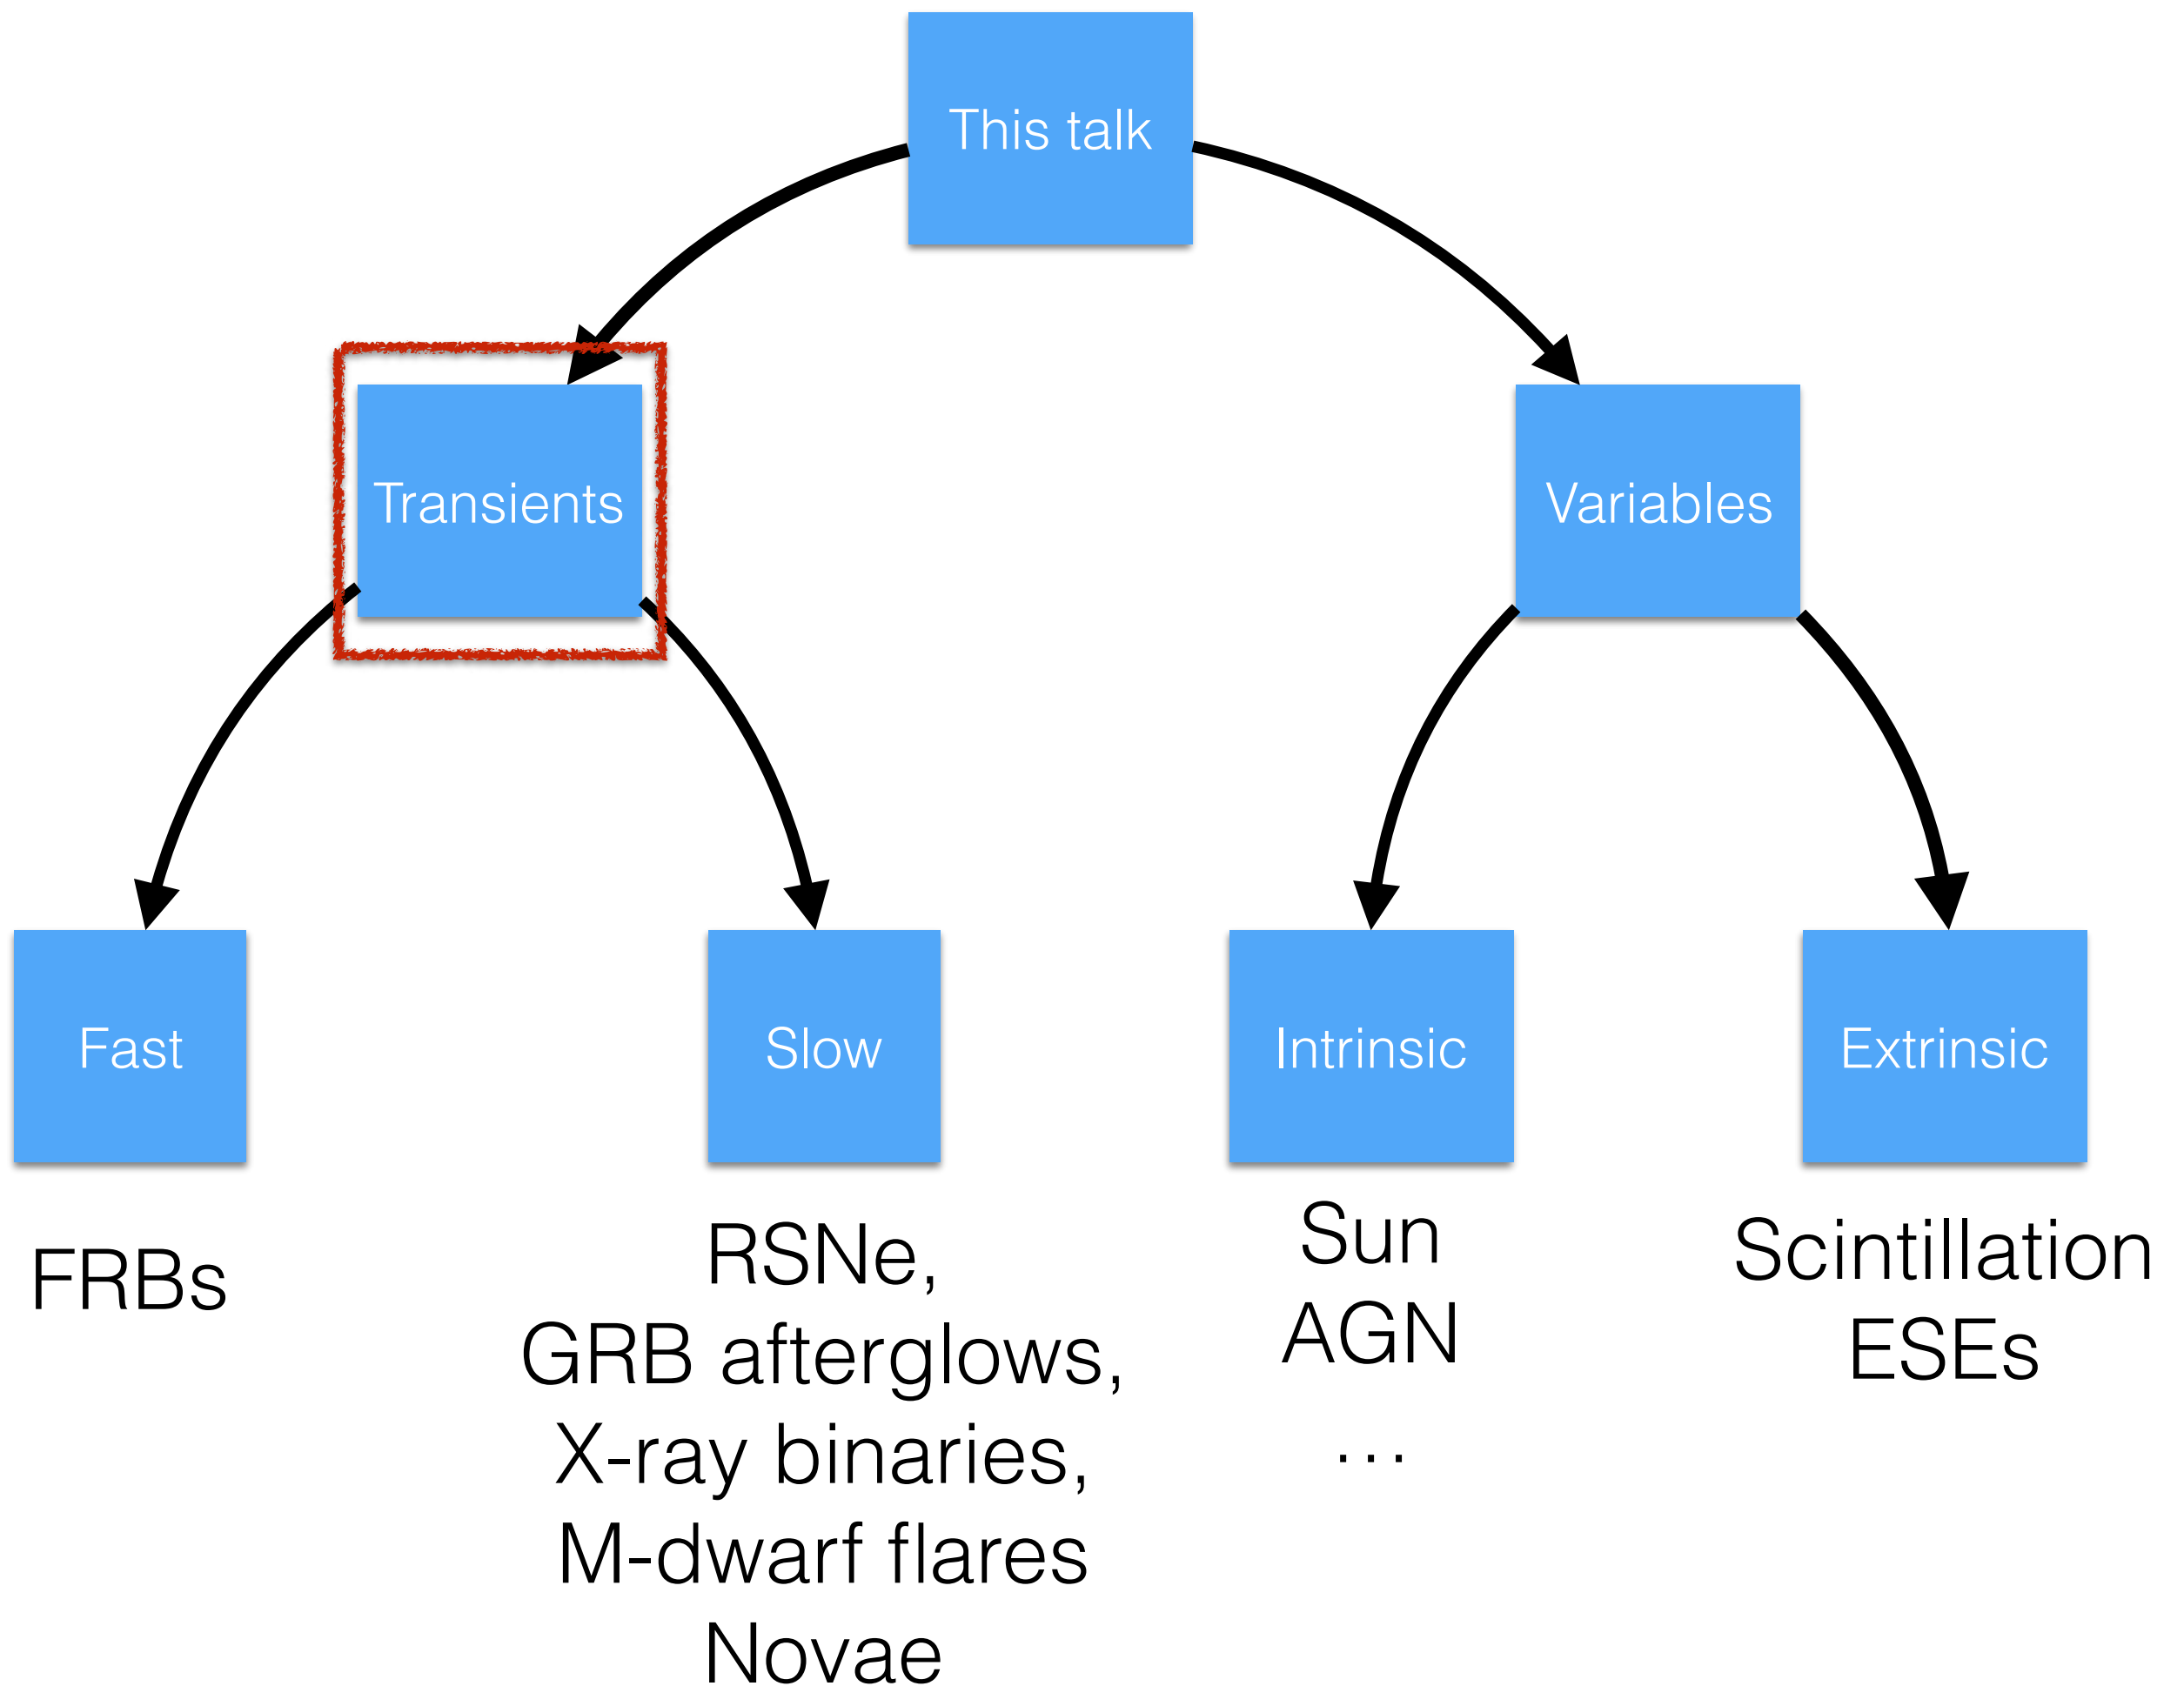 This talk
Transients
Variables
Fast
Slow
Intrinsic
Extrinsic
FRBs
RSNe,
GRB afterglows,
X-ray binaries,
M-dwarf flares
Novae
Sun
AGN
...
Scintillation
ESEs